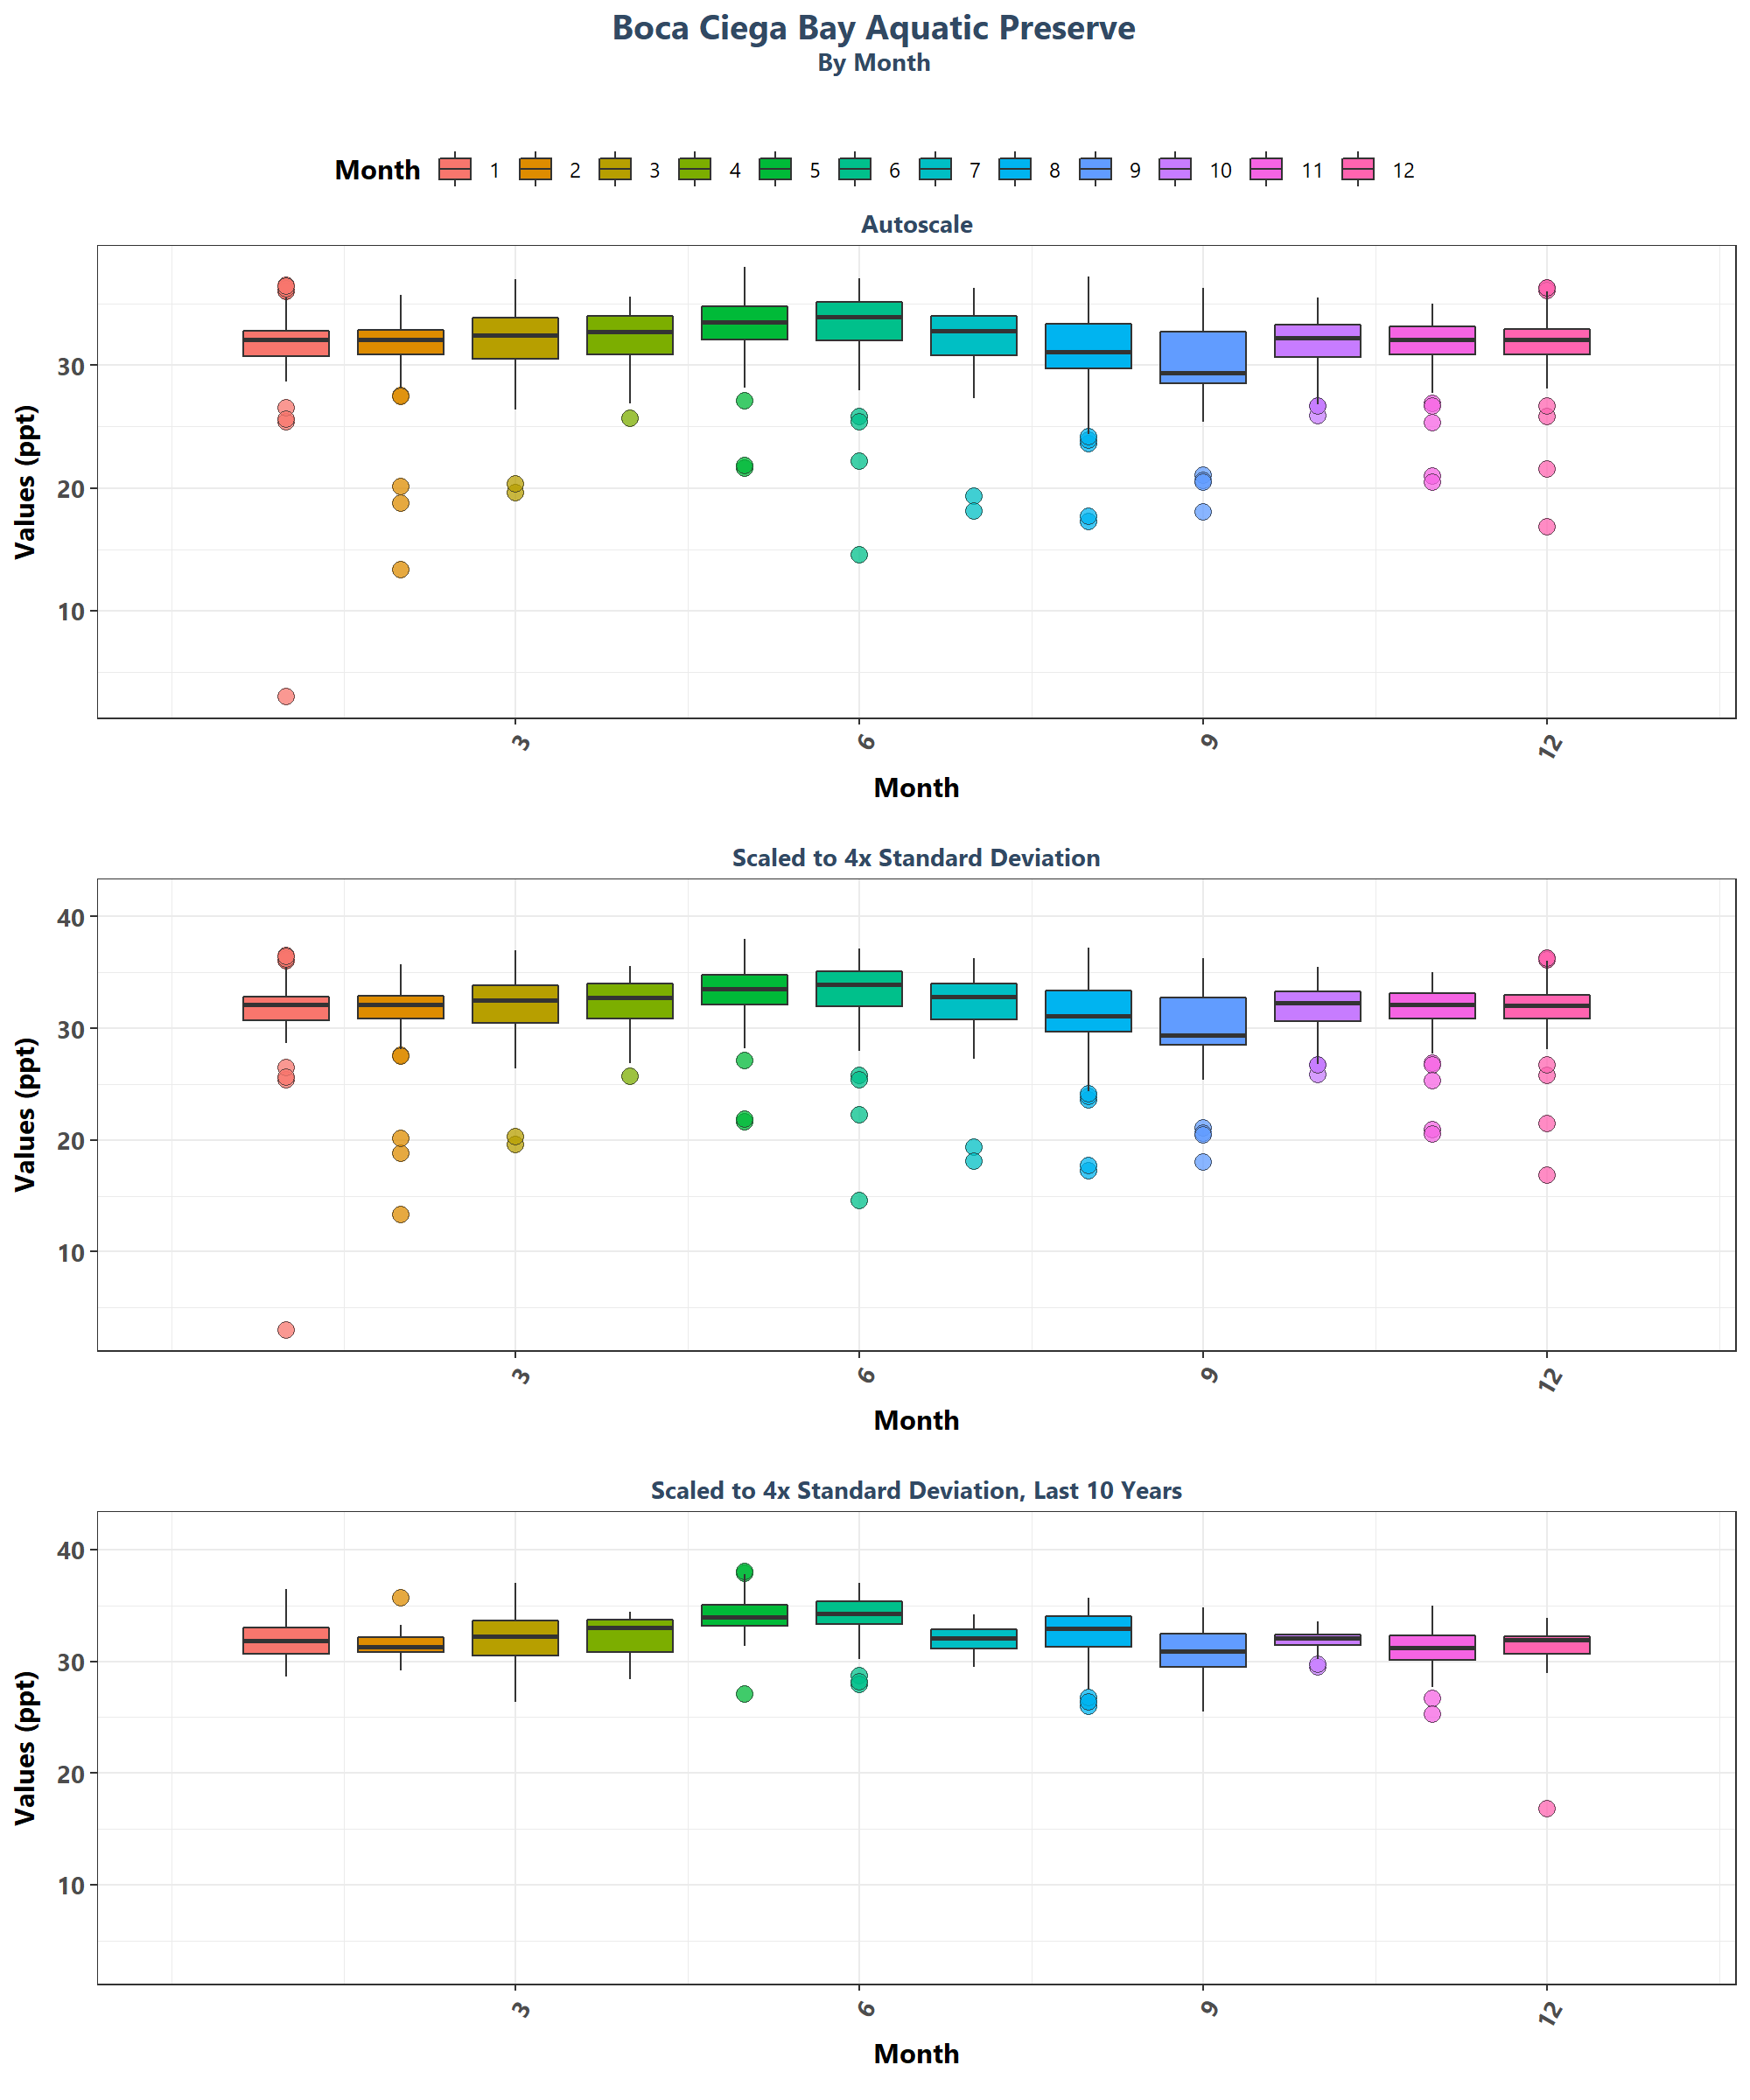 Boca Ciega Bay Aquatic Preserve
By Month
Month 1 2 3 4 5 6 7 8 9 10 11 12
Autoscale
Values (ppt)
30
20
10
3 6 9 12
Month
Scaled to 4x Standard Deviation
Values (ppt)
40
30
20
10
3 6 9 12
Month
Scaled to 4x Standard Deviation, Last 10 Years
Values (ppt)
40
30
20
10
3 6 9 12
Month